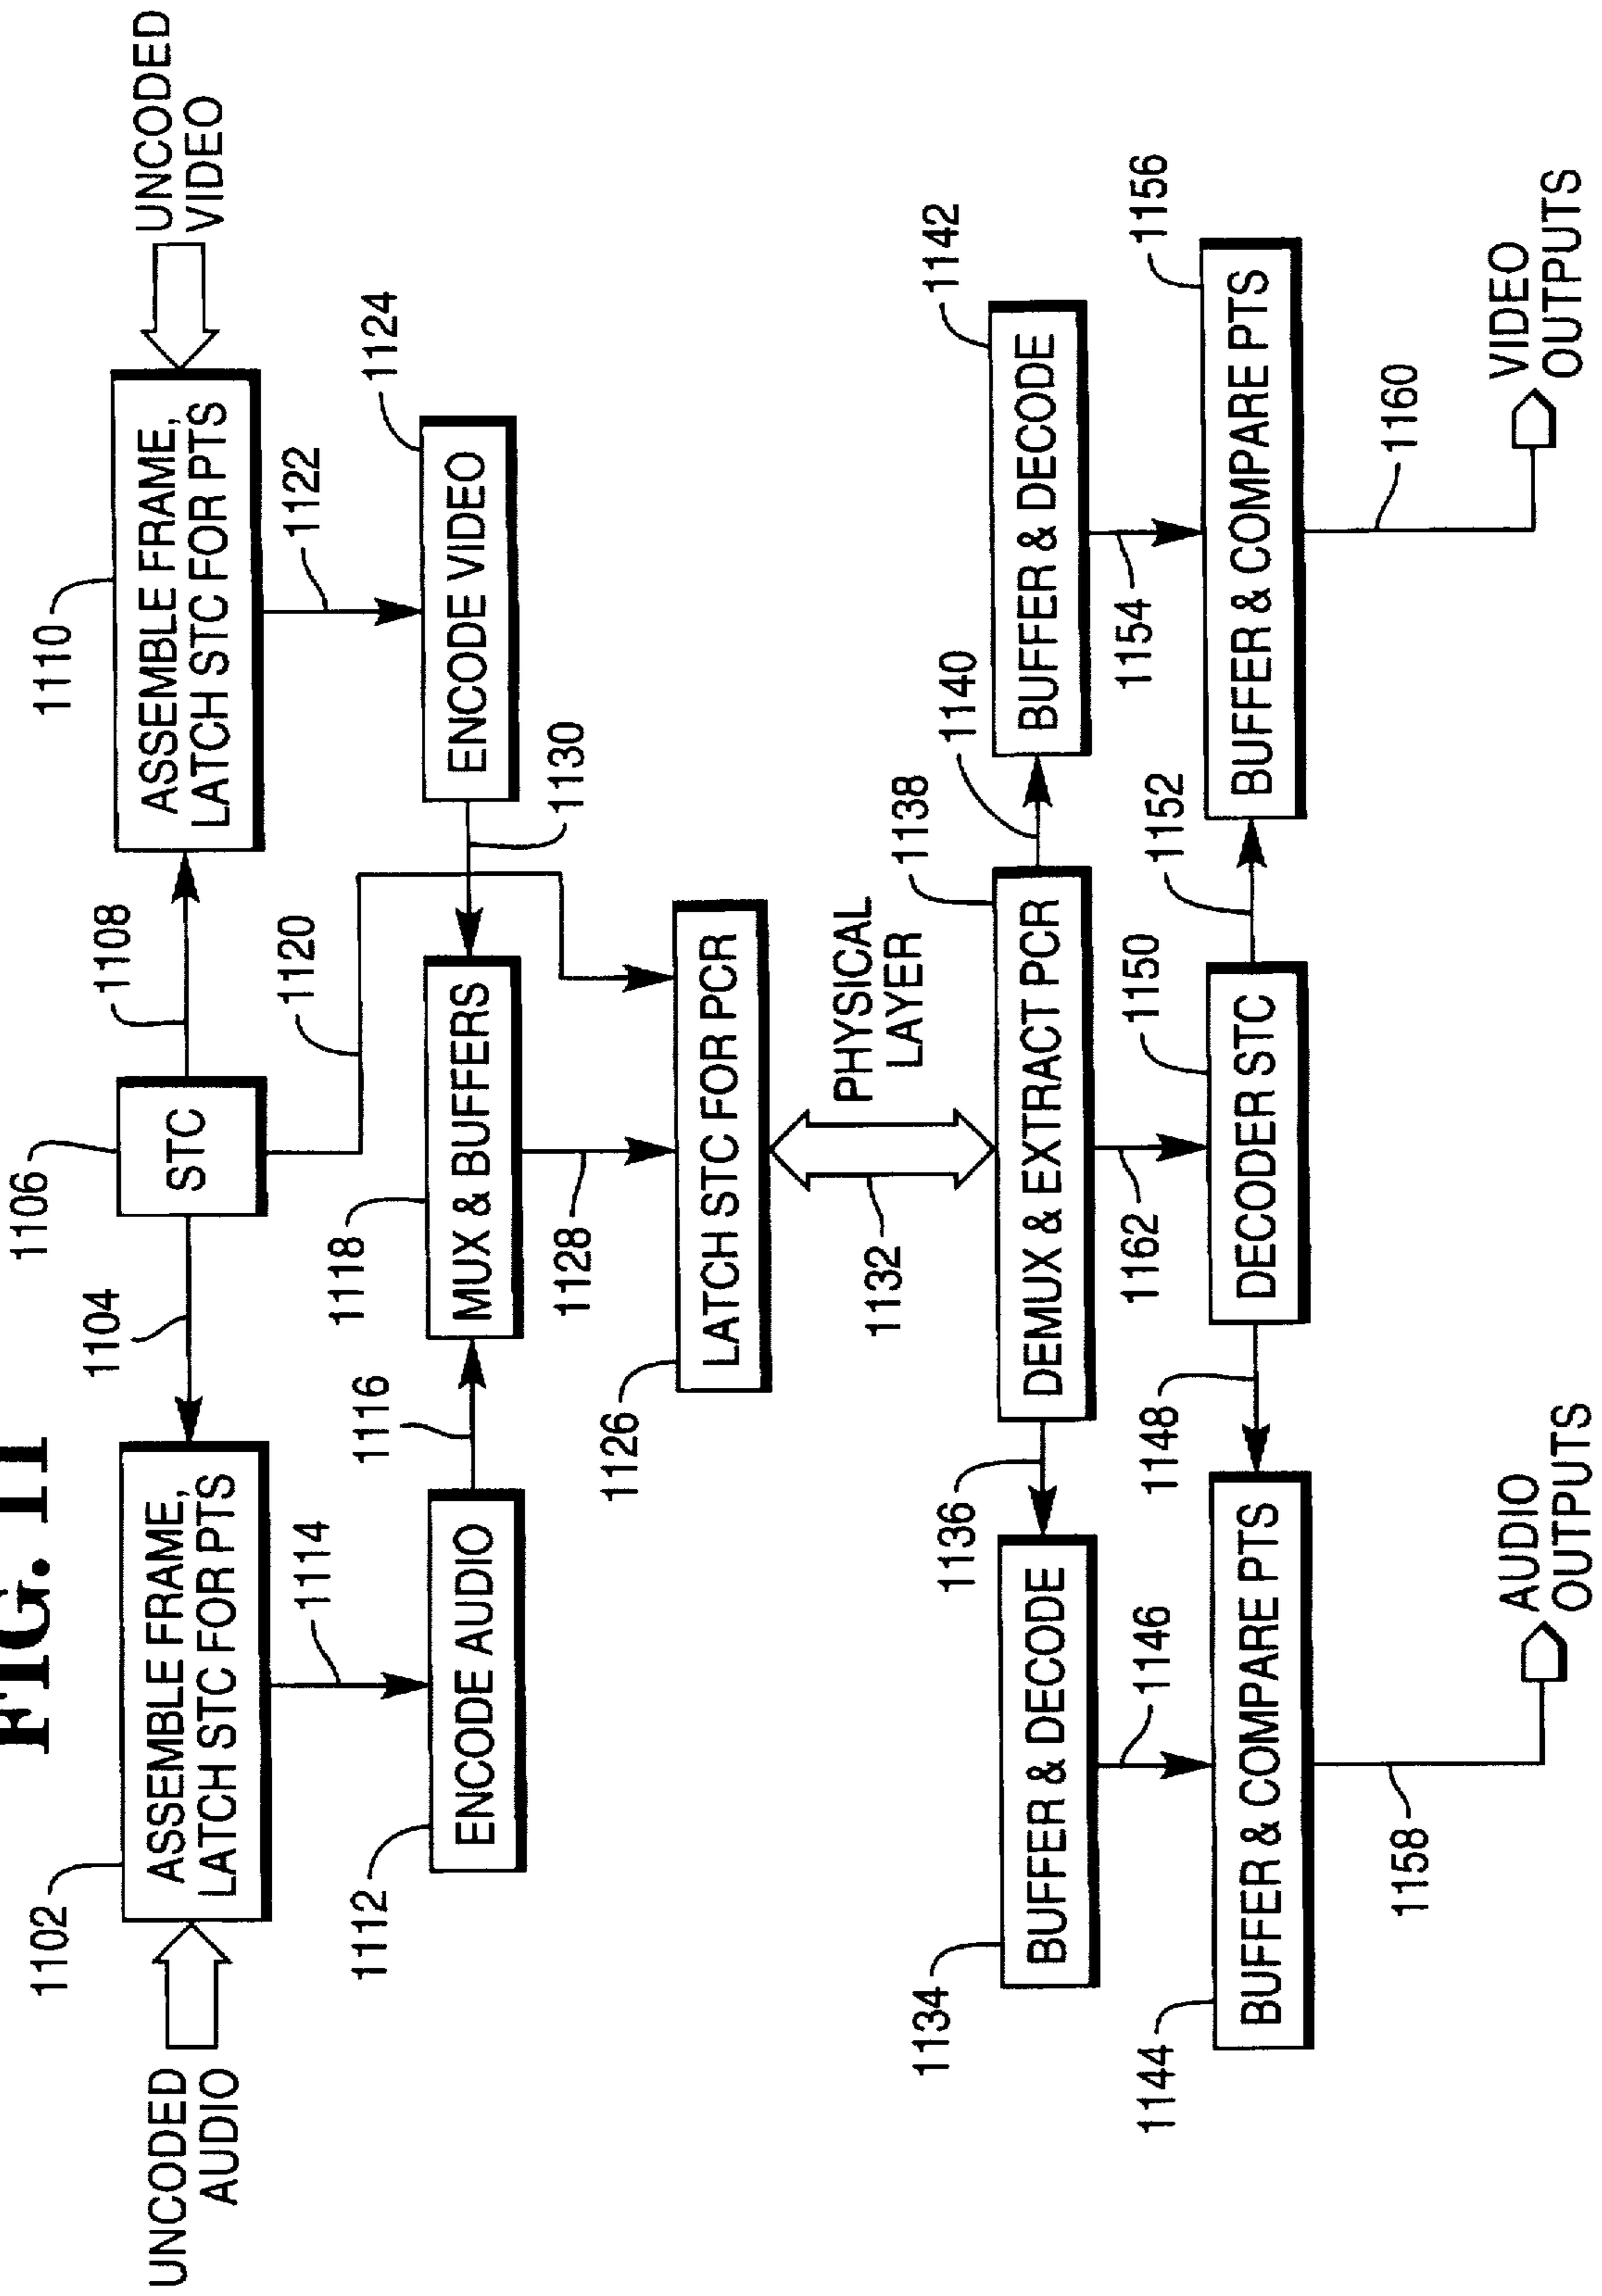 FIG. 11
UNCODED
AUDIO
1102
ASSEMBLE FRAME,
LATCH STC FOR PTS
1104
1106
STC
1108
1110
ASSEMBLE FRAME,
LATCH STC FOR PTS
UNCODED
VIDEO
1114
1120
1122
1112
ENCODE AUDIO
1116
1118
MUX & BUFFERS
1130
ENCODE VIDEO
1124
1128
1126
LATCH STC FOR PCR
1132
PHYSICAL
LAYER
1134
BUFFER & DECODE
1136
DEMUX & EXTRACT PCR
1138
1140
BUFFER & DECODE
1142
1146
1162
1154
1144
BUFFER & COMPARE PTS
1148
DECODER STC
1150
1152
BUFFER & COMPARE PTS
1156
1158
1160
AUDIO
OUTPUTS
VIDEO
OUTPUTS